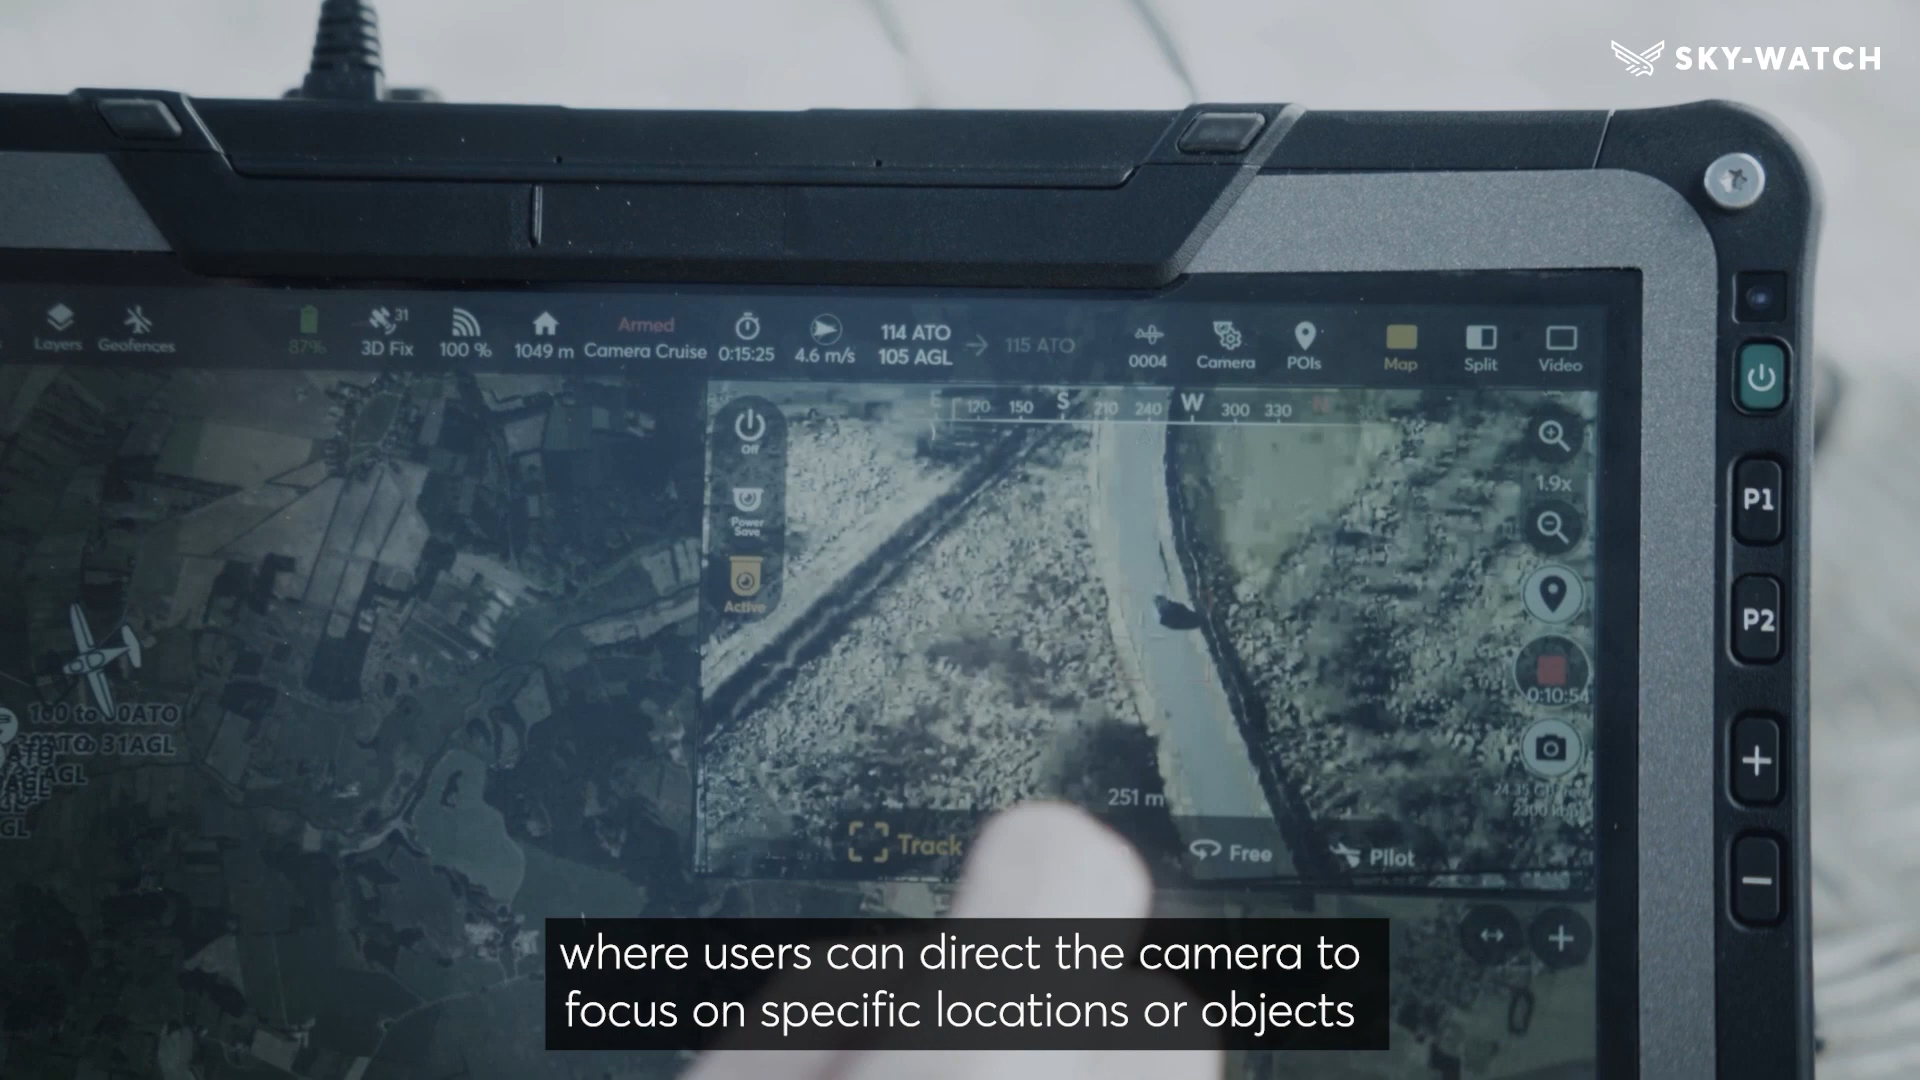 SKY-WATCH
Layers
Geofences
87%
31
3D Fix
100 %
1049 m
Armed
Camera Cruise
0:15:25
4.6 m/s
114 ATO
105 AGL
115 ATO
0004
Camera
POIs
Map
Split
Video
E 120 150 S 210 240 W 300 330 N 30
Off
Power
Save
Active
1.9x
0:10:54
251 m
Track
Free
Pilot
31AGL
P1
P2
+
−
where users can direct the camera to
focus on specific locations or objects